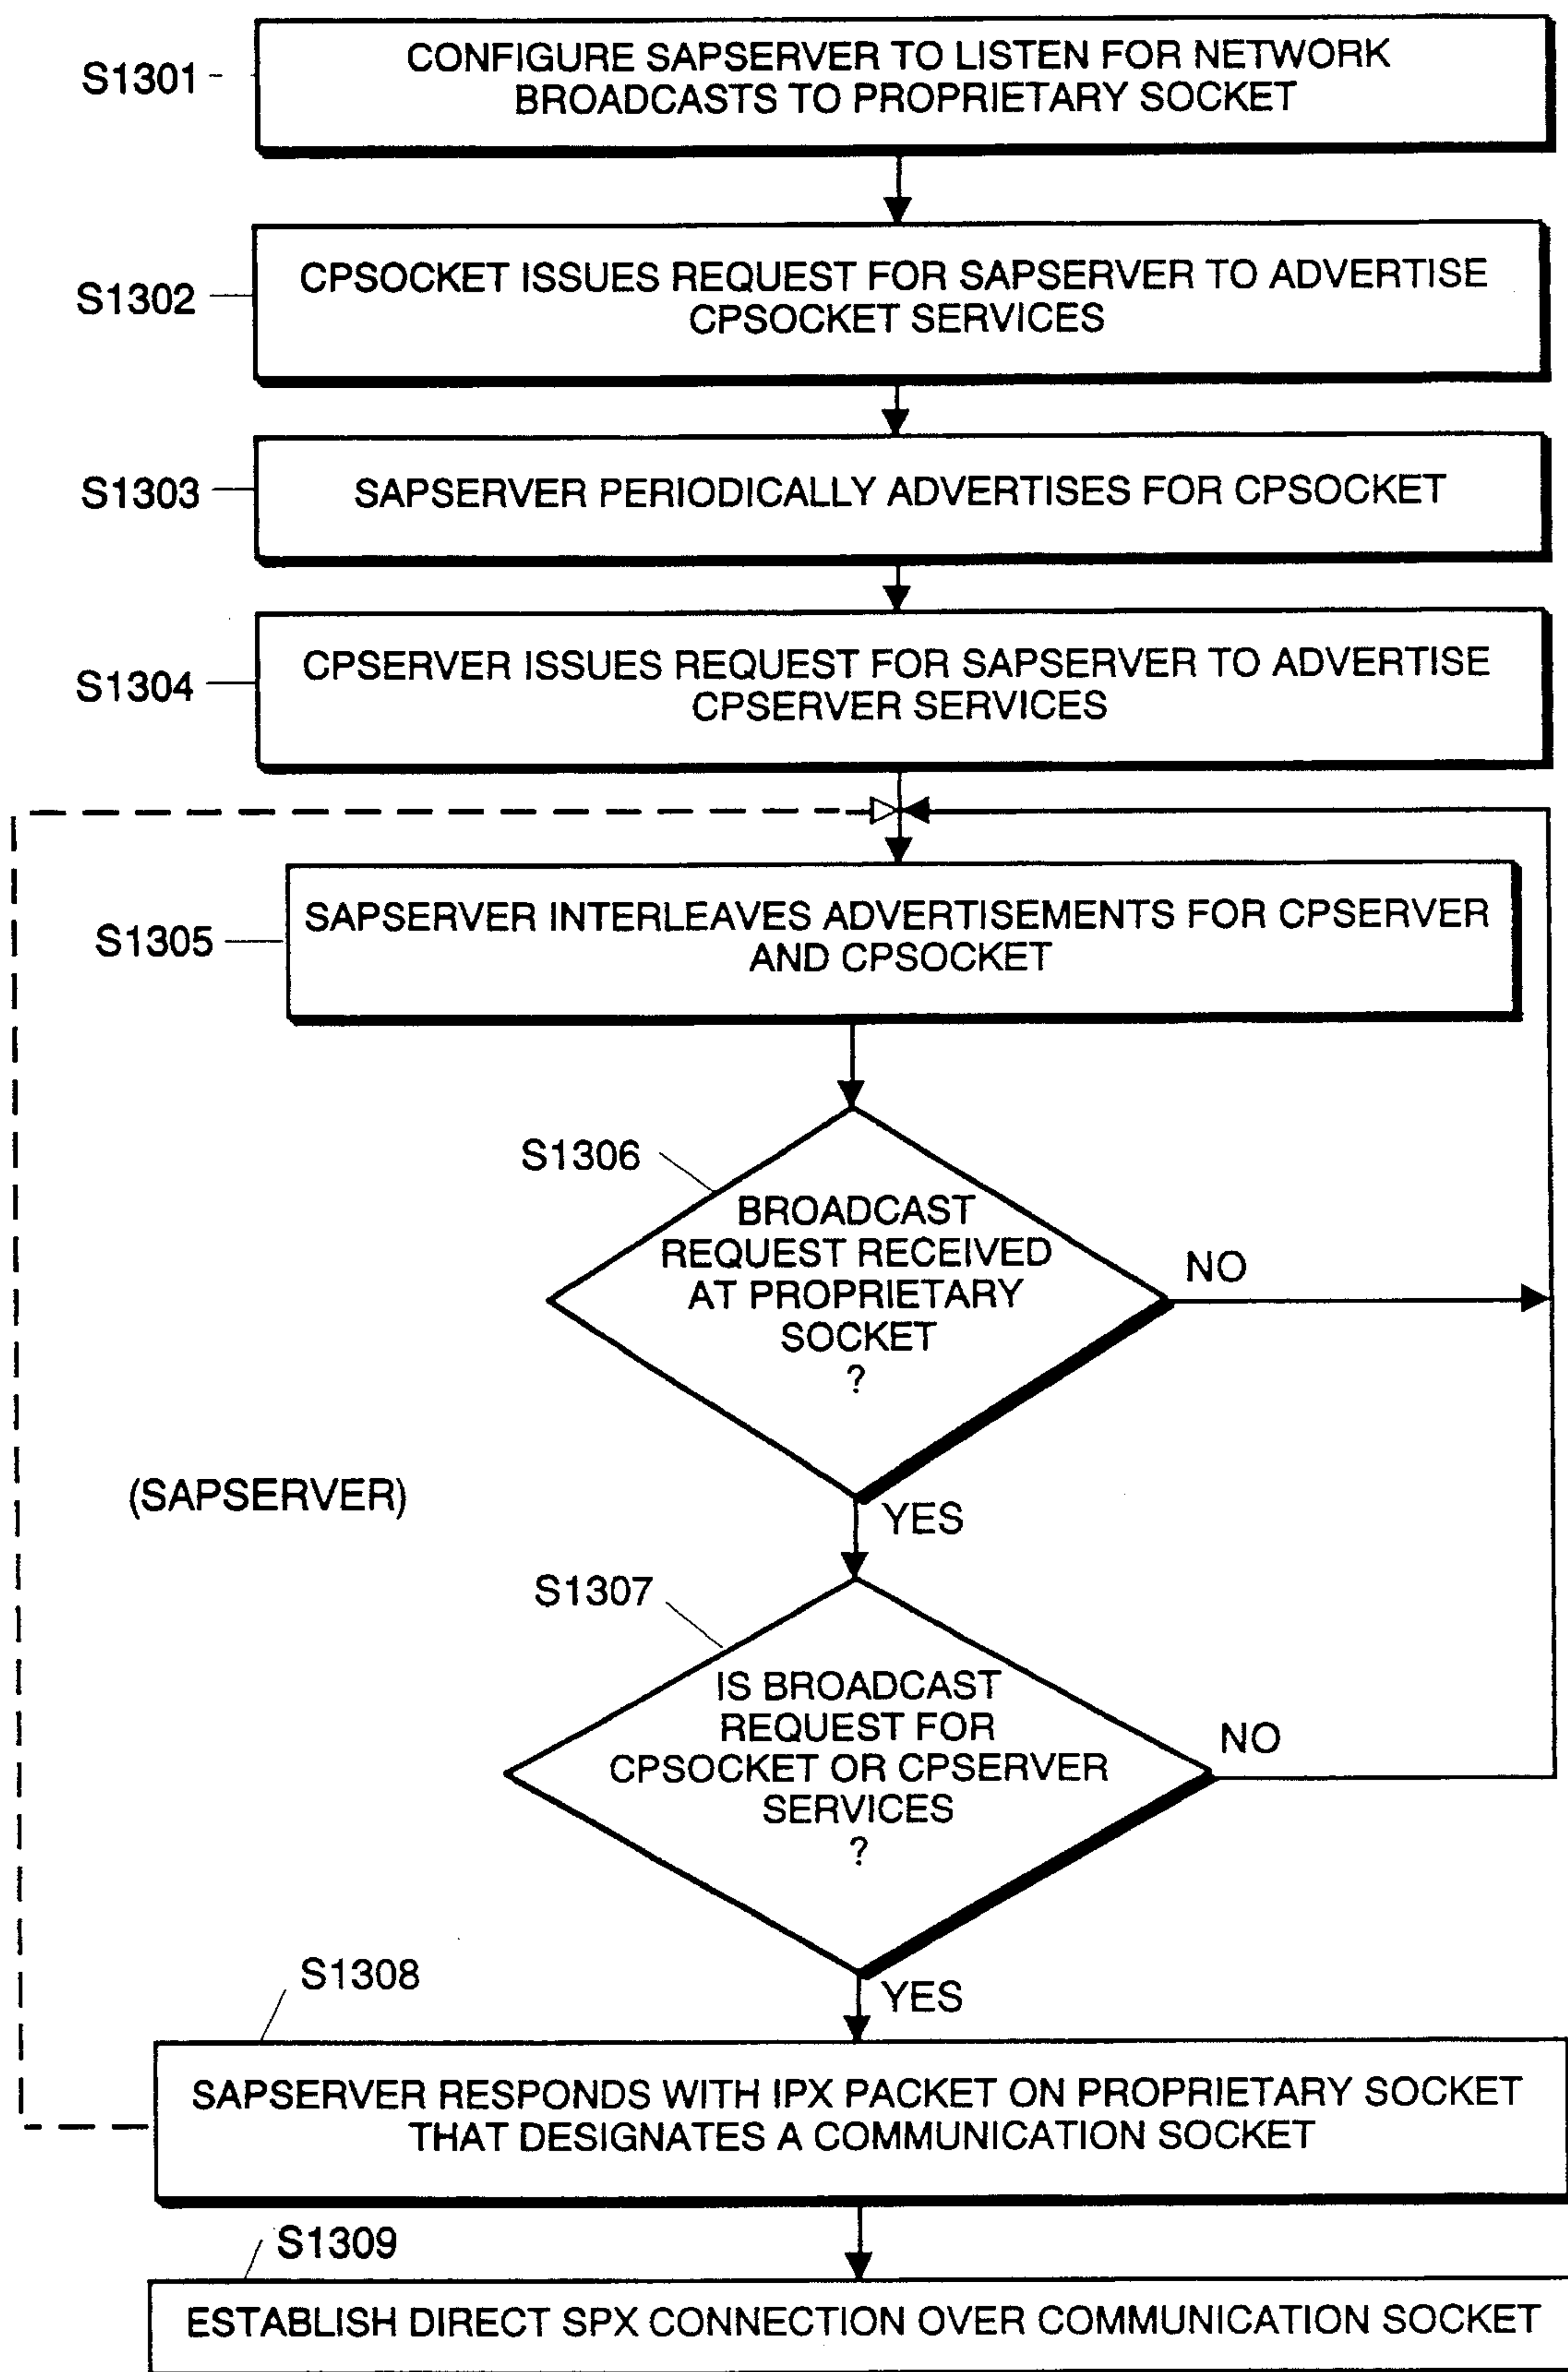 S1301
CONFIGURE SAPSERVER TO LISTEN FOR NETWORK
BROADCASTS TO PROPRIETARY SOCKET
S1302
CPSOCKET ISSUES REQUEST FOR SAPSERVER TO ADVERTISE
CPSOCKET SERVICES
S1303
SAPSERVER PERIODICALLY ADVERTISES FOR CPSOCKET
S1304
CPSERVER ISSUES REQUEST FOR SAPSERVER TO ADVERTISE
CPSERVER SERVICES
S1305
SAPSERVER INTERLEAVES ADVERTISEMENTS FOR CPSERVER
AND CPSOCKET
S1306
BROADCAST
REQUEST RECEIVED
AT PROPRIETARY
SOCKET
?
NO
(SAPSERVER)
YES
S1307
IS BROADCAST
REQUEST FOR
CPSOCKET OR CPSERVER
SERVICES
?
NO
YES
S1308
SAPSERVER RESPONDS WITH IPX PACKET ON PROPRIETARY SOCKET
THAT DESIGNATES A COMMUNICATION SOCKET
S1309
ESTABLISH DIRECT SPX CONNECTION OVER COMMUNICATION SOCKET